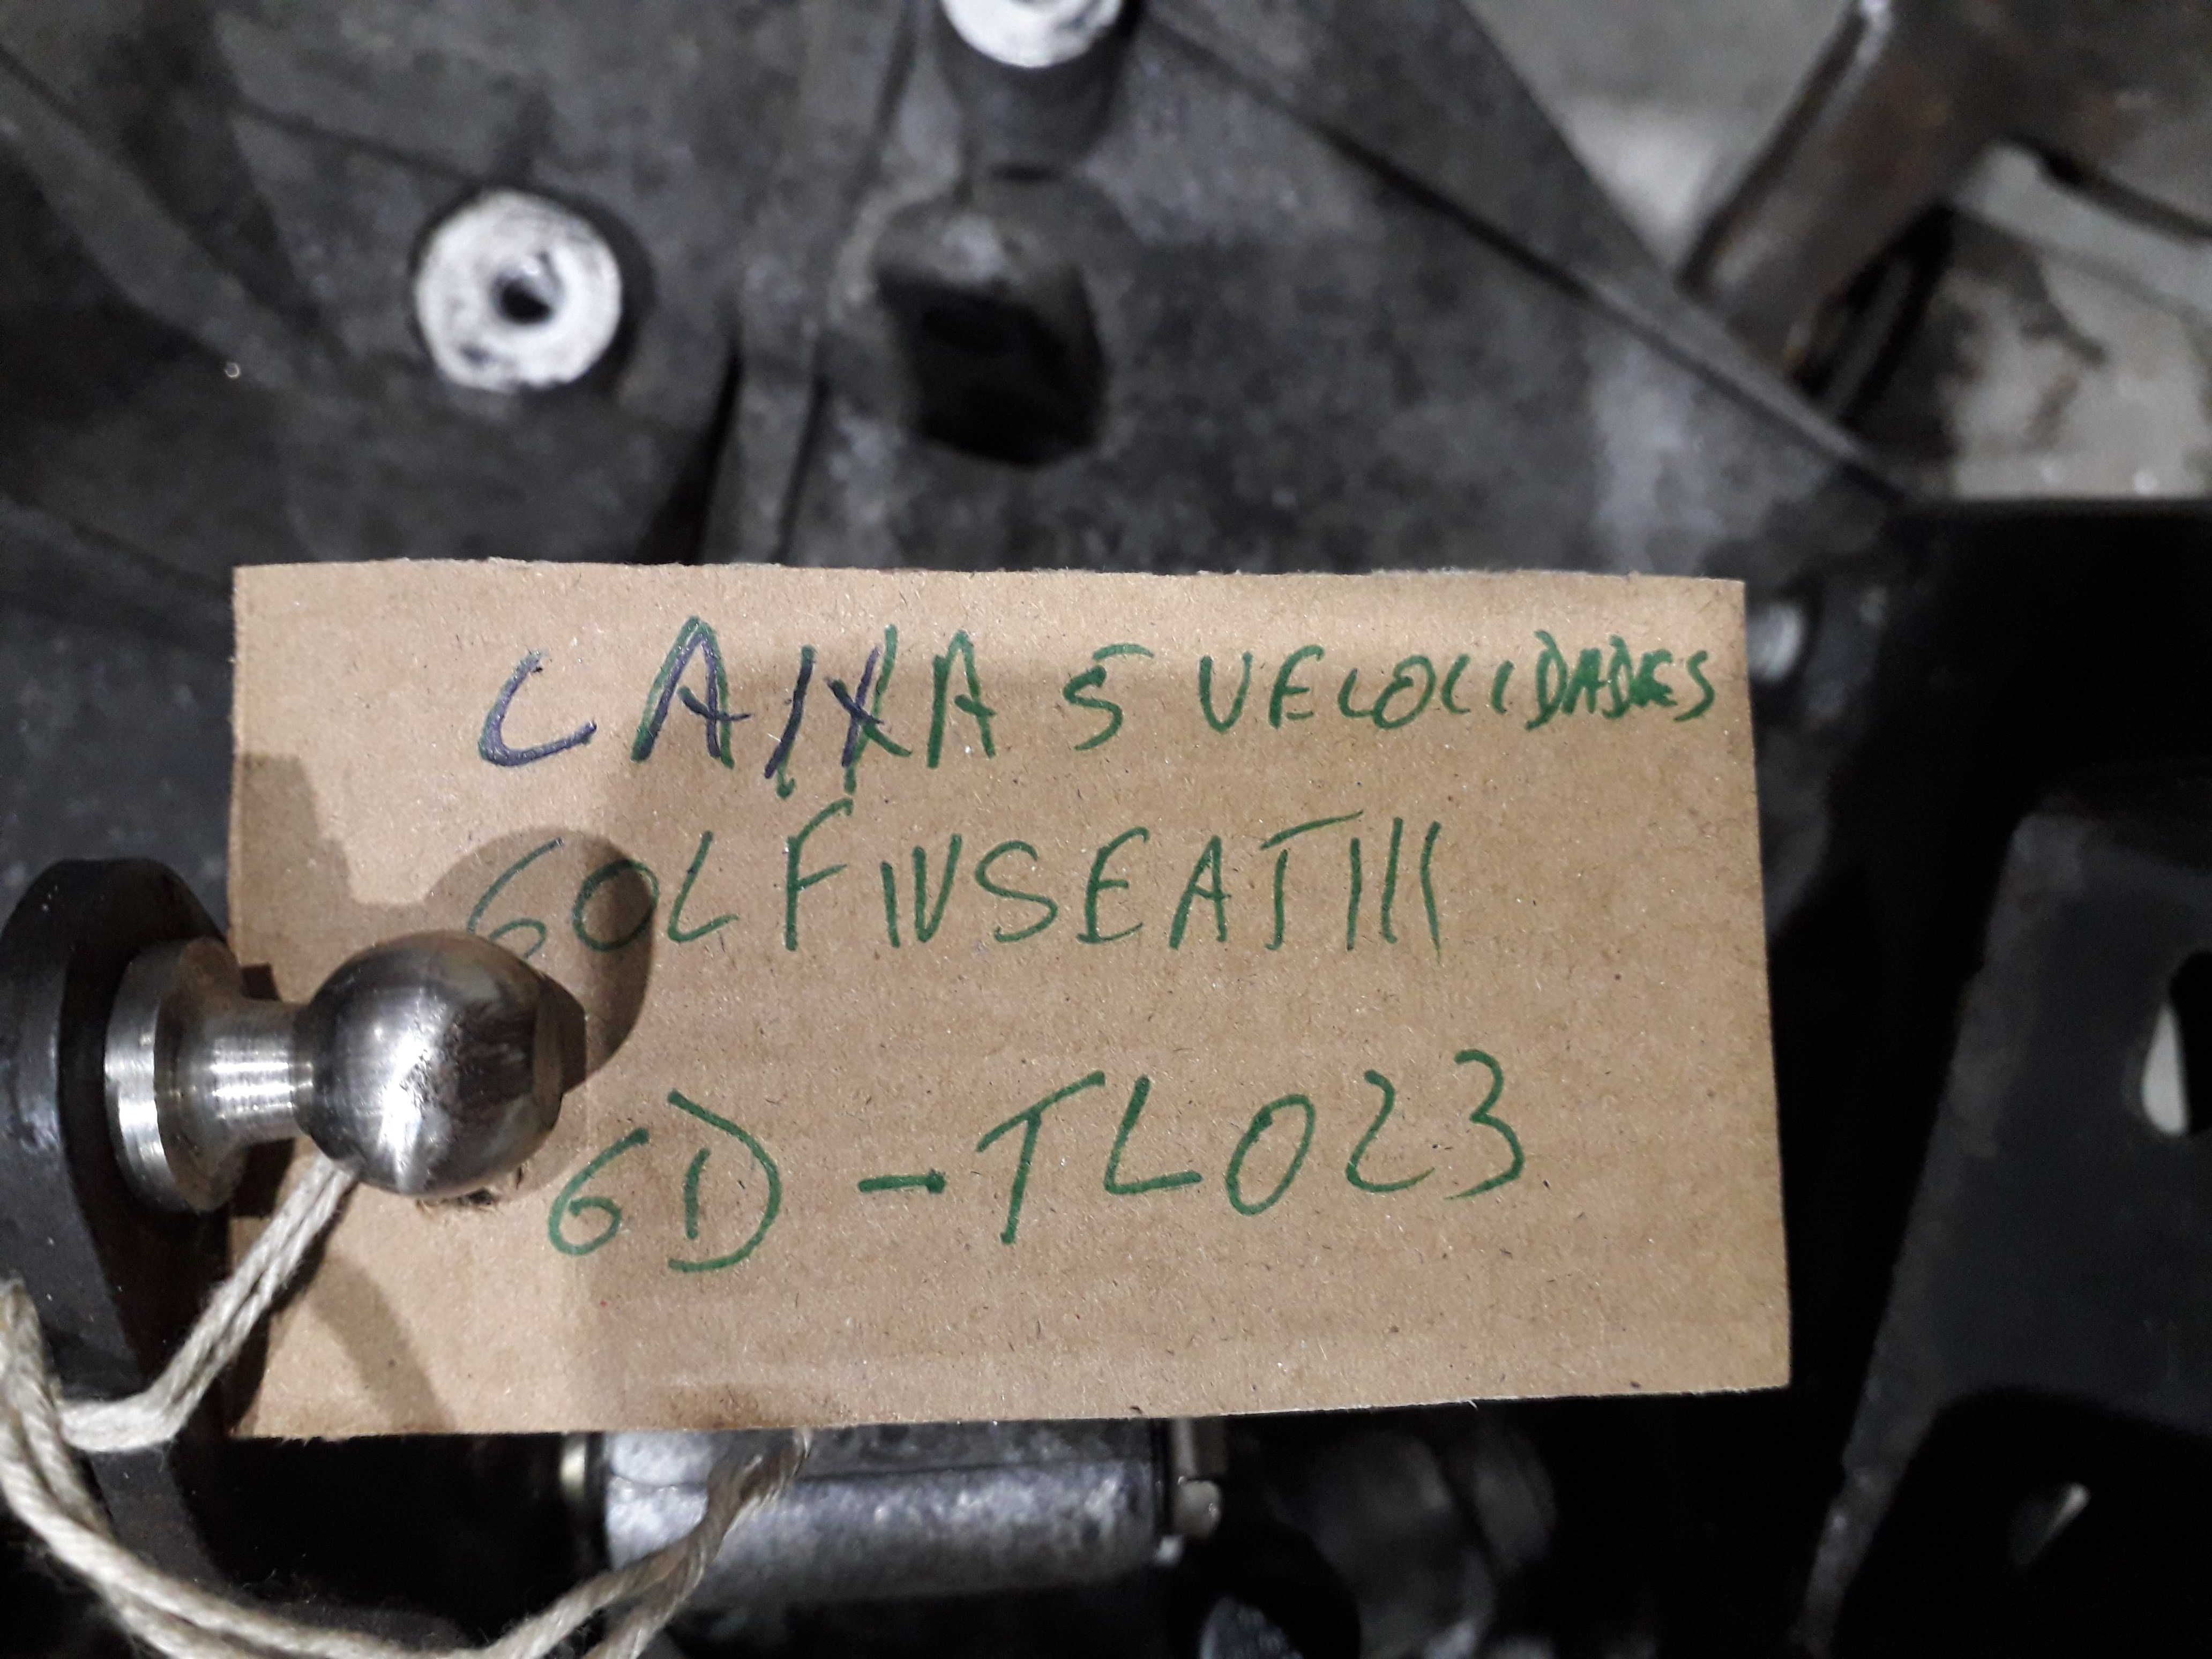 CAIXA 5 VELOCIDADES
GOLF IV SEAT III
GD - TL023